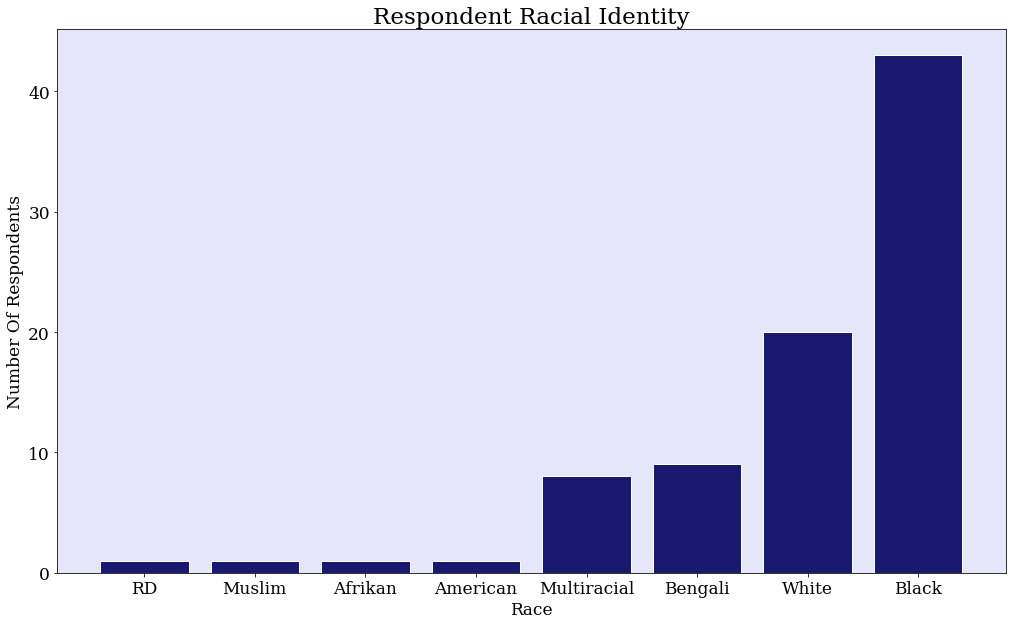 Respondent Racial Identity
Number Of Respondents
40
30
20
10
0
RD Muslim Afrikan American Multiracial Bengali White Black
Race